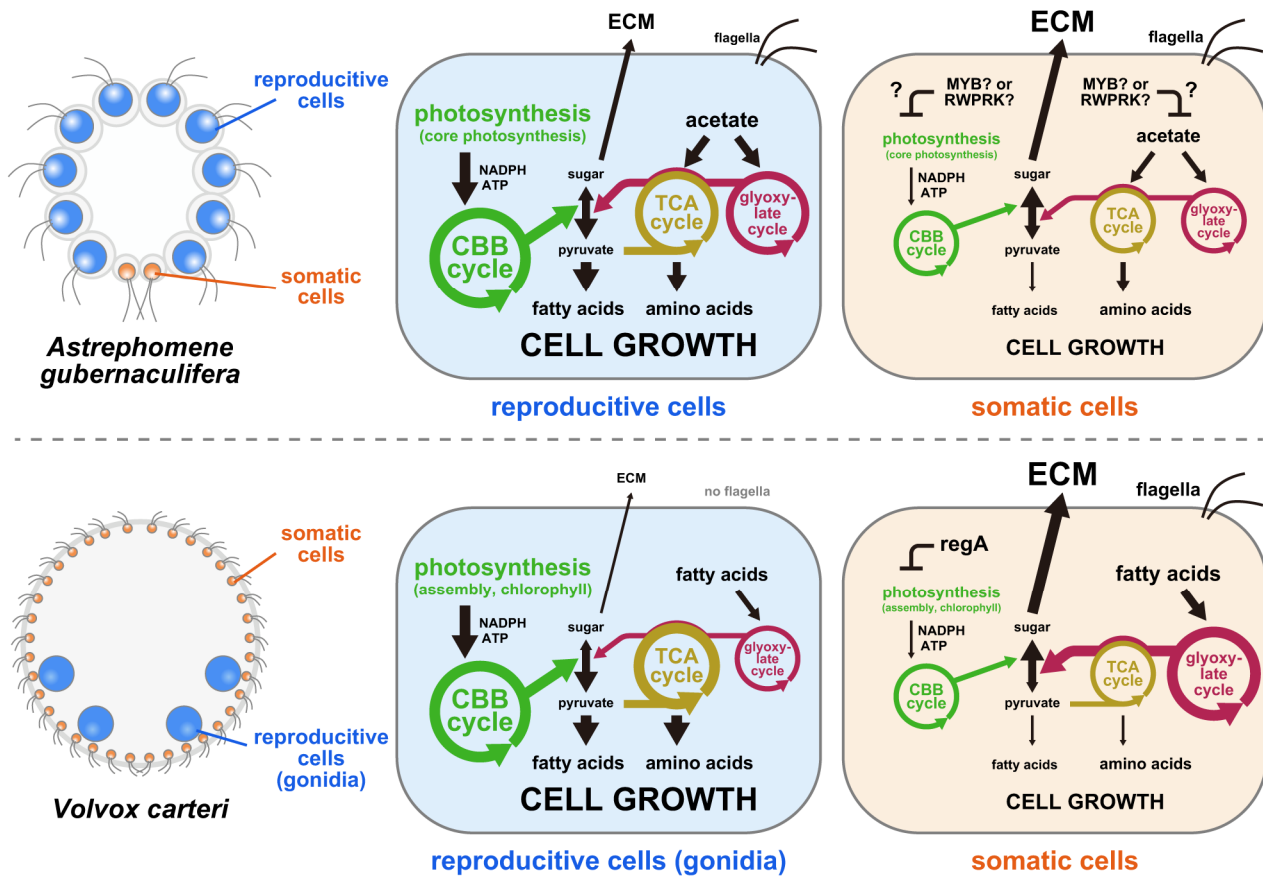 reproducitive
cells
somatic
cells
Astrephomene
gubernaculifera
ECM
flagella
photosynthesis
(core photosynthesis)
NADPH
ATP
acetate
sugar
CBB
cycle
TCA
cycle
glyoxy-
late
cycle
pyruvate
fatty acids
amino acids
CELL GROWTH
reproducitive cells
ECM
flagella
?
MYB? or
RWPRK?
MYB? or
RWPRK?
?
photosynthesis
(core photosynthesis)
acetate
NADPH
ATP
sugar
CBB
cycle
TCA
cycle
glyoxy-
late
cycle
pyruvate
fatty acids
amino acids
CELL GROWTH
somatic cells
somatic
cells
reproducitive
cells
(gonidia)
Volvox carteri
ECM
no flagella
photosynthesis
(assembly, chlorophyll)
fatty acids
NADPH
ATP
sugar
CBB
cycle
TCA
cycle
glyoxy-
late
cycle
pyruvate
fatty acids
amino acids
CELL GROWTH
reproducitive cells (gonidia)
ECM
flagella
regA
photosynthesis
(assembly, chlorophyll)
fatty acids
NADPH
ATP
sugar
CBB
cycle
TCA
cycle
glyoxy-
late
cycle
pyruvate
fatty acids
amino acids
CELL GROWTH
somatic cells